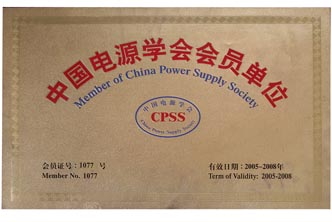 中国电源学会会员单位
Member of China Power Supply Society
中国电源学会
CPSS
China Power Supply Society
会员证号：1077 号
Member No. 1077
有效日期：2005-2008年
Term of Validity: 2005-2008